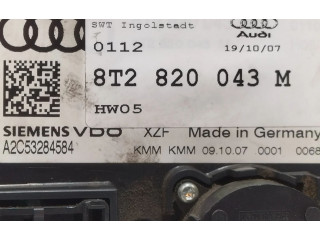 SWT Ingolstadt
Audi
0112 19/10/07
8T2 820 043 M
HW05
SIEMENS VDO XZF Made in Germany
A2C53284584 KMM KMM 09.10.07 0001 0068